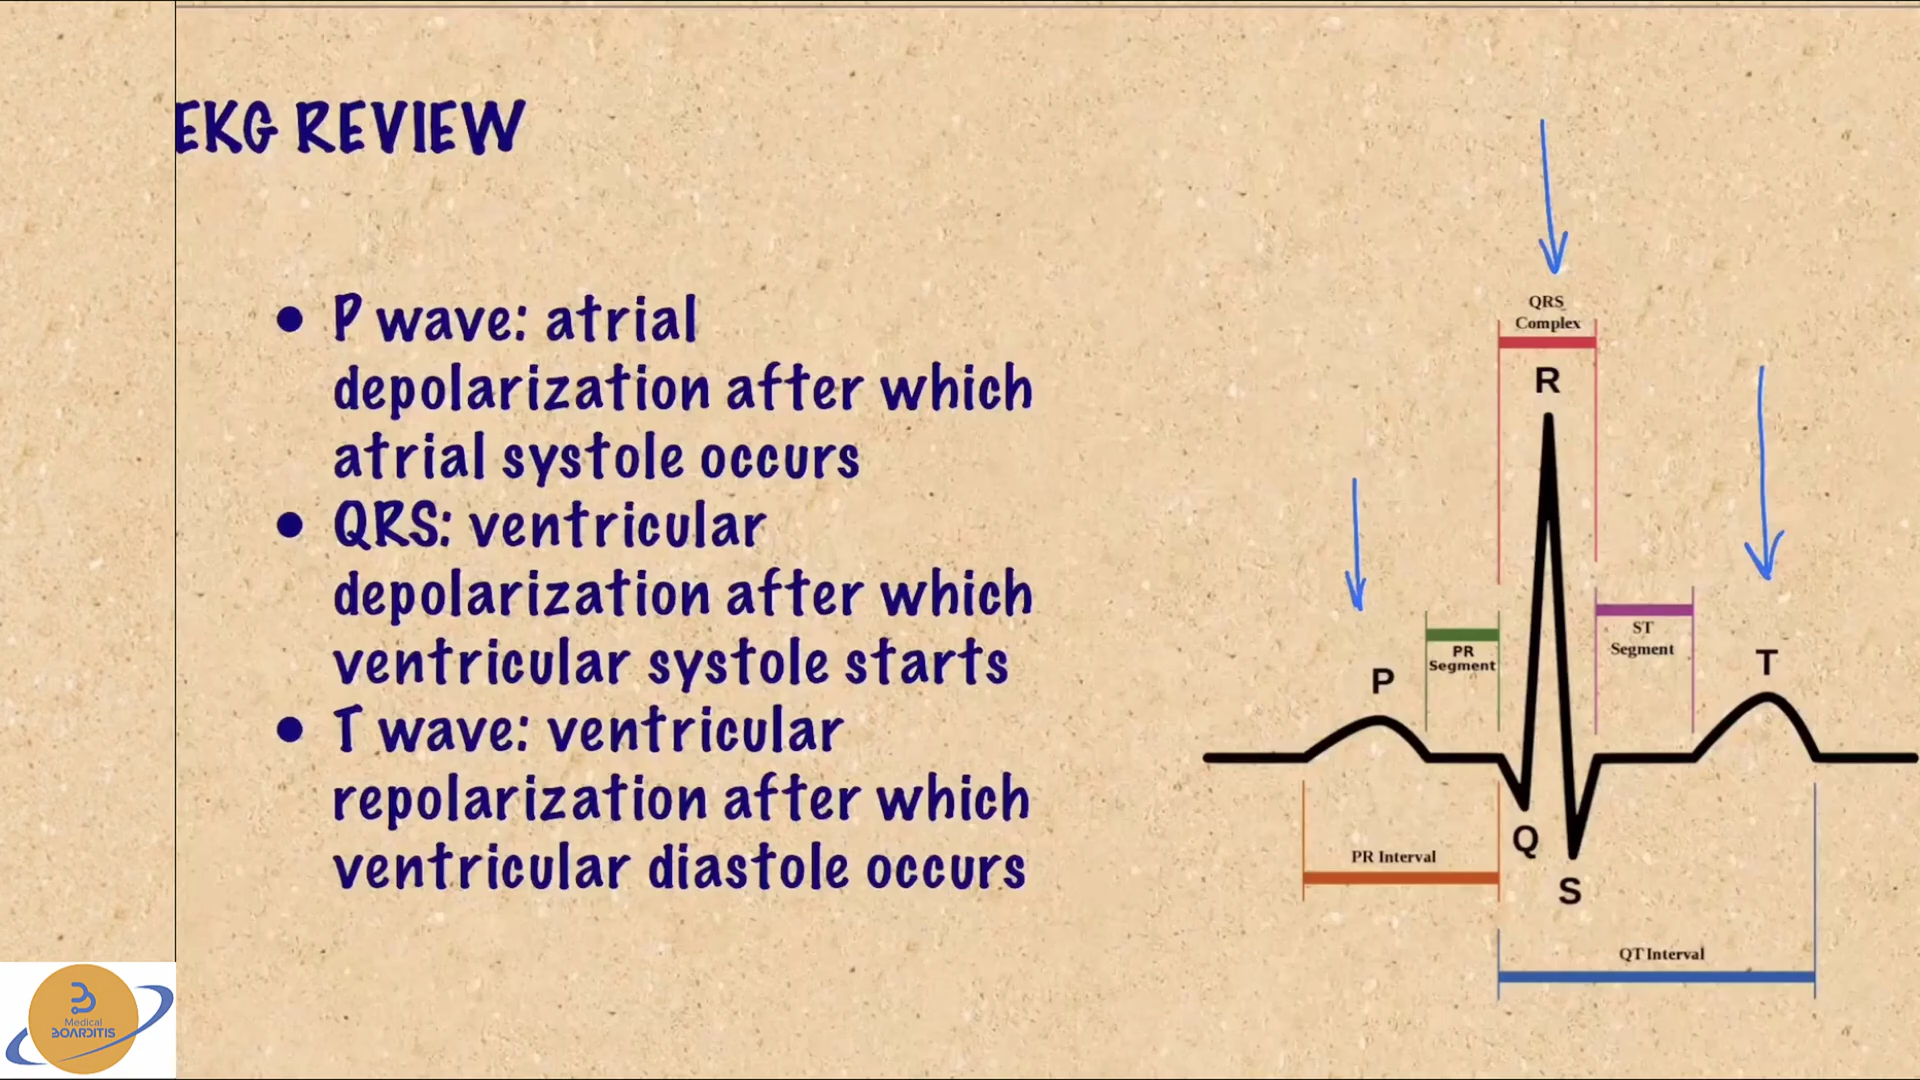 EKG REVIEW
• P wave: atrial
depolarization after which
atrial systole occurs
• QRS: ventricular
depolarization after which
ventricular systole starts
• T wave: ventricular
repolarization after which
ventricular diastole occurs
QRS
Complex
R
PR
Segment
ST
Segment
P
T
Q
S
PR Interval
QT Interval
Medical
BOARDITIS